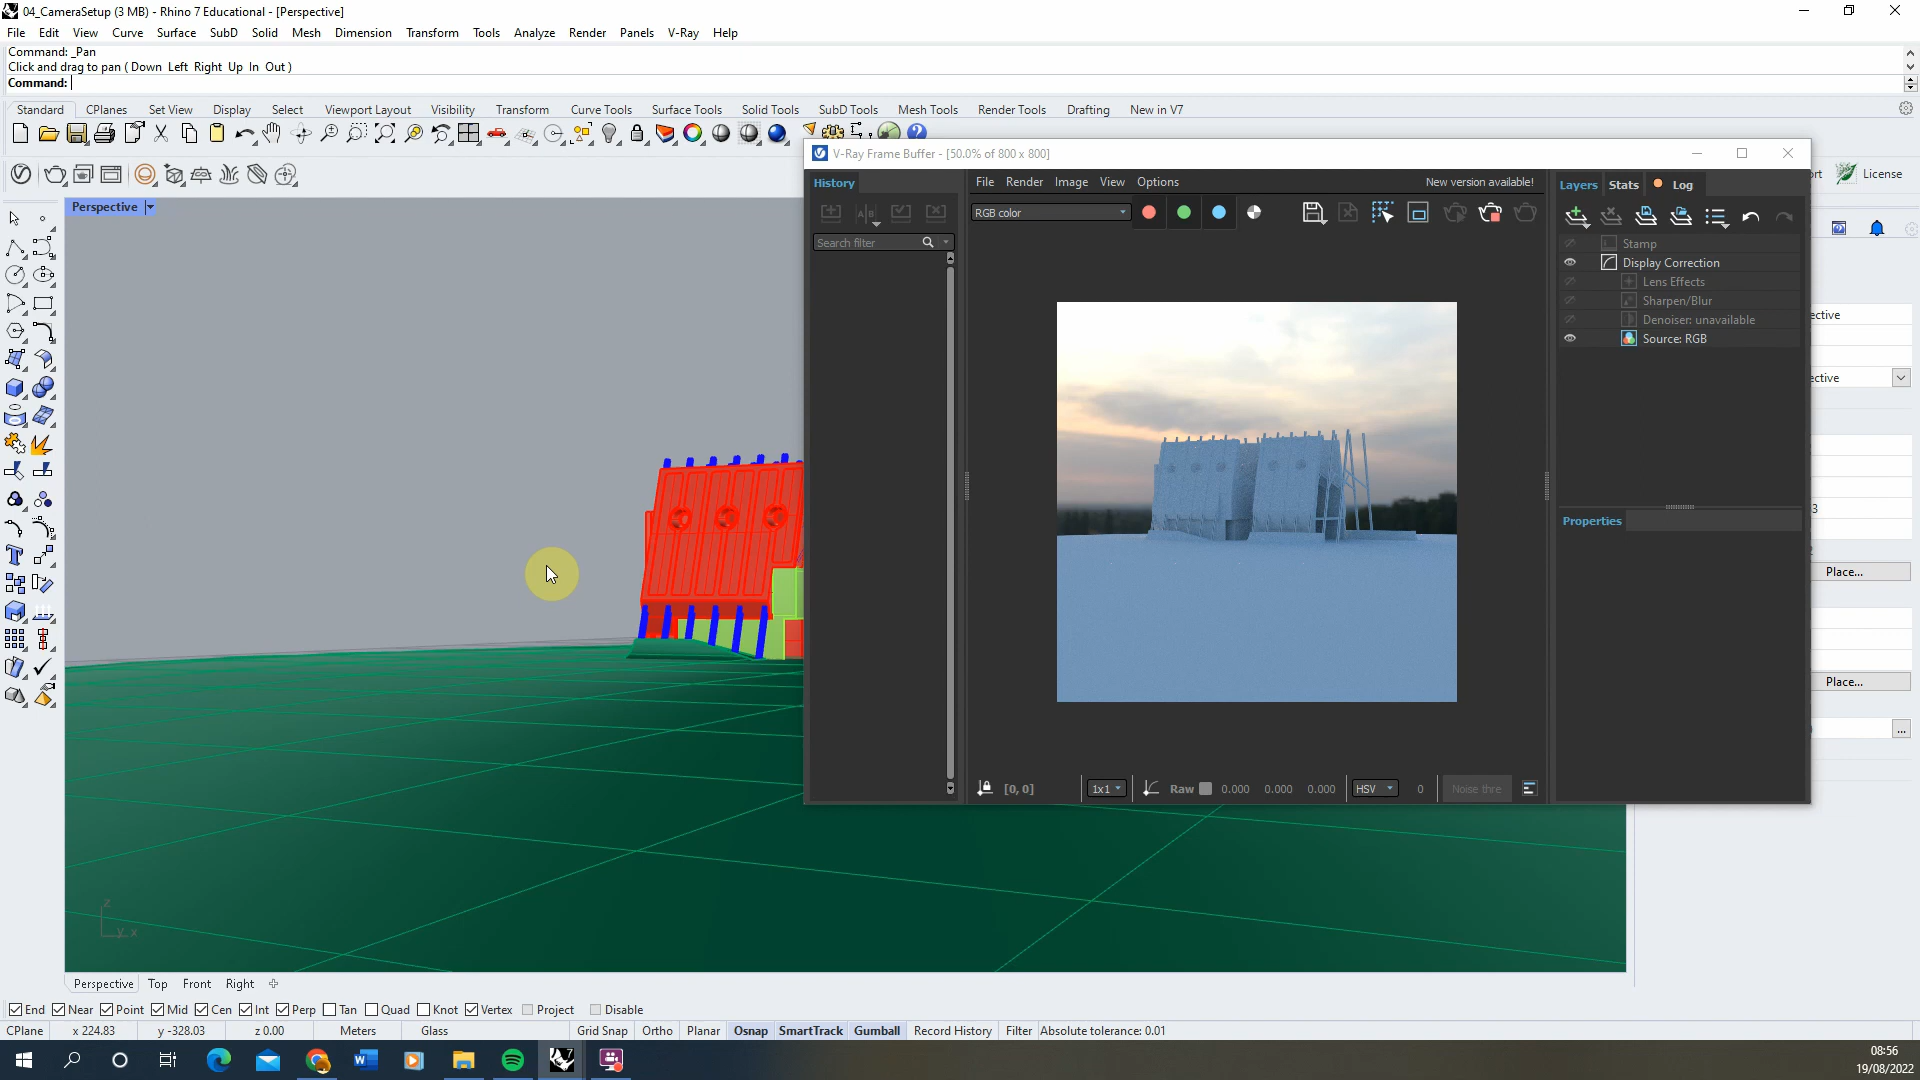 04_CameraSetup (3 MB) - Rhino 7 Educational - [Perspective]
File Edit View Curve Surface SubD Solid Mesh Dimension Transform Tools Analyze Render Panels V-Ray Help
Command: _Pan
Click and drag to pan ( Down Left Right Up In Out )
Command:
Standard CPlanes Set View Display Select Viewport Layout Visibility Transform Curve Tools Surface Tools Solid Tools SubD Tools Mesh Tools Render Tools Drafting New in V7
V-Ray Frame Buffer - [50.0% of 800 x 800]
License
Perspective
History
File Render Image View Options
New version available!
Layers Stats Log
RGB color
Search filter
Stamp
Display Correction
Lens Effects
Sharpen/Blur
Denoiser: unavailable
Source: RGB
ective
ective
3
Properties
Place...
Place...
...
[0, 0]
1x1
Raw
0.000 0.000 0.000
HSV
0
Noise thre
Perspective Top Front Right
End Near Point Mid Cen Int Perp Tan Quad Knot Vertex Project Disable
CPlane x 224.83 y -328.03 z 0.00 Meters Glass Grid Snap Ortho Planar Osnap SmartTrack Gumball Record History Filter Absolute tolerance: 0.01
08:56
19/08/2022